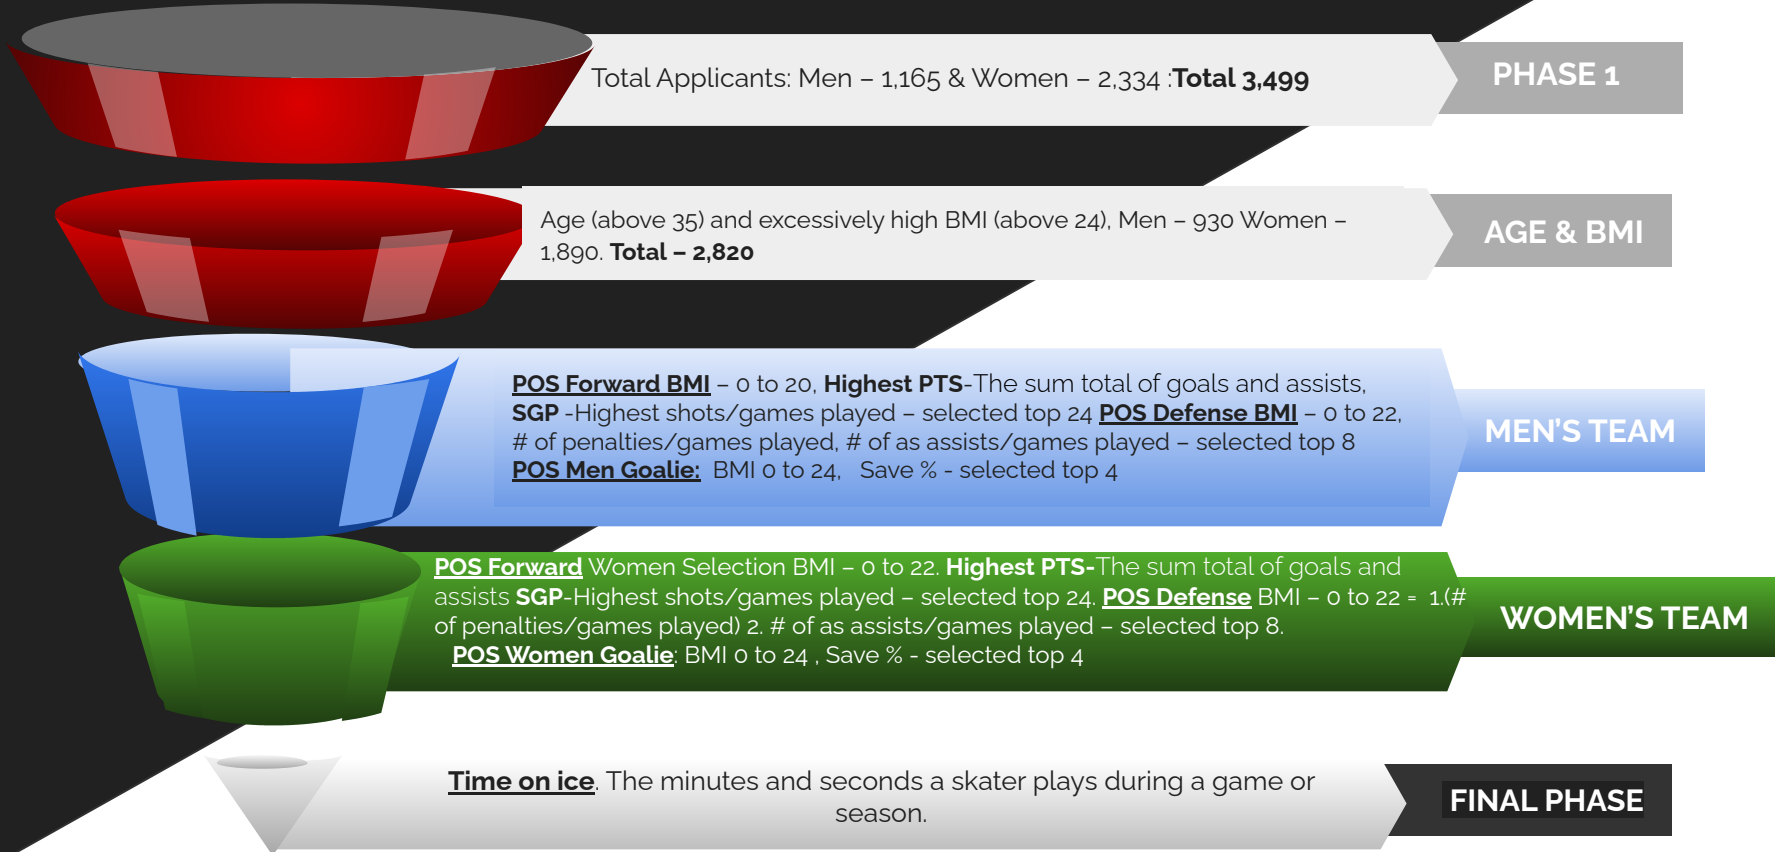 Total Applicants: Men – 1,165 & Women – 2,334 :Total 3,499
PHASE 1
Age (above 35) and excessively high BMI (above 24), Men – 930 Women –
1,890. Total – 2,820
AGE & BMI
POS Forward BMI – 0 to 20, Highest PTS-The sum total of goals and assists,
SGP -Highest shots/games played – selected top 24 POS Defense BMI – 0 to 22,
# of penalties/games played, # of as assists/games played – selected top 8
POS Men Goalie: BMI 0 to 24, Save % - selected top 4
MEN'S TEAM
POS Forward Women Selection BMI – 0 to 22. Highest PTS-The sum total of goals and
assists SGP-Highest shots/games played – selected top 24. POS Defense BMI – 0 to 22 = 1.(#
of penalties/games played) 2. # of as assists/games played – selected top 8.
POS Women Goalie: BMI 0 to 24 , Save % - selected top 4
WOMEN'S TEAM
Time on ice. The minutes and seconds a skater plays during a game or
season.
FINAL PHASE